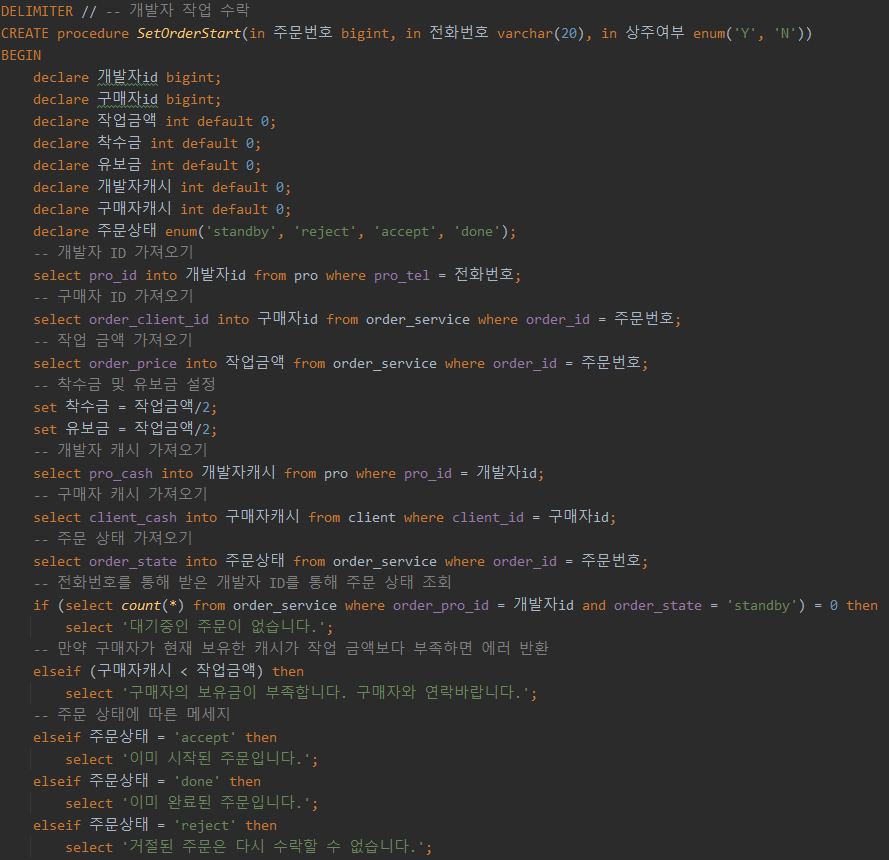 DELIMITER // -- 개발자 작업 수락
CREATE procedure SetOrderStart(in 주문번호 bigint, in 전화번호 varchar(20), in 상주여부 enum('Y', 'N'))
BEGIN
    declare 개발자id bigint;
    declare 구매자id bigint;
    declare 작업금액 int default 0;
    declare 착수금 int default 0;
    declare 유보금 int default 0;
    declare 개발자캐시 int default 0;
    declare 구매자캐시 int default 0;
    declare 주문상태 enum('standby', 'reject', 'accept', 'done');
    -- 개발자 ID 가져오기
    select pro_id into 개발자id from pro where pro_tel = 전화번호;
    -- 구매자 ID 가져오기
    select order_client_id into 구매자id from order_service where order_id = 주문번호;
    -- 작업 금액 가져오기
    select order_price into 작업금액 from order_service where order_id = 주문번호;
    -- 착수금 및 유보금 설정
    set 착수금 = 작업금액/2;
    set 유보금 = 작업금액/2;
    -- 개발자 캐시 가져오기
    select pro_cash into 개발자캐시 from pro where pro_id = 개발자id;
    -- 구매자 캐시 가져오기
    select client_cash into 구매자캐시 from client where client_id = 구매자id;
    -- 주문 상태 가져오기
    select order_state into 주문상태 from order_service where order_id = 주문번호;
    -- 전화번호를 통해 받은 개발자 ID를 통해 주문 상태 조회
    if (select count(*) from order_service where order_pro_id = 개발자id and order_state = 'standby') = 0 then
        select '대기중인 주문이 없습니다.';
    -- 만약 구매자가 현재 보유한 캐시가 작업 금액보다 부족하면 에러 반환
    elseif (구매자캐시 < 작업금액) then
        select '구매자의 보유금이 부족합니다. 구매자와 연락바랍니다.';
    -- 주문 상태에 따른 메세지
    elseif 주문상태 = 'accept' then
        select '이미 시작된 주문입니다.';
    elseif 주문상태 = 'done' then
        select '이미 완료된 주문입니다.';
    elseif 주문상태 = 'reject' then
        select '거절된 주문은 다시 수락할 수 없습니다.';